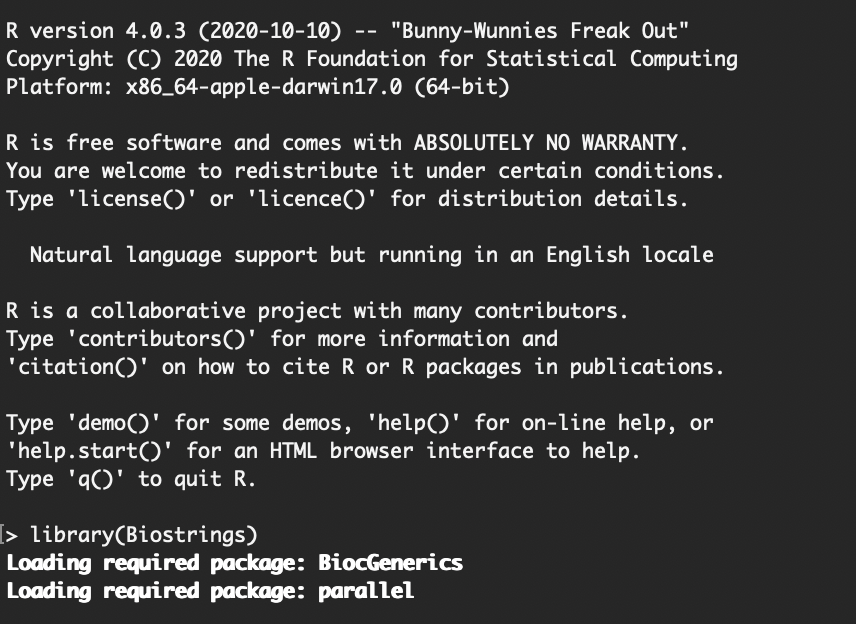 R version 4.0.3 (2020-10-10) -- "Bunny-Wunnies Freak Out"
Copyright (C) 2020 The R Foundation for Statistical Computing
Platform: x86_64-apple-darwin17.0 (64-bit)
R is free software and comes with ABSOLUTELY NO WARRANTY.
You are welcome to redistribute it under certain conditions.
Type 'license()' or 'licence()' for distribution details.
Natural language support but running in an English locale
R is a collaborative project with many contributors.
Type 'contributors()' for more information and
'citation()' on how to cite R or R packages in publications.
Type 'demo()' for some demos, 'help()' for on-line help, or
'help.start()' for an HTML browser interface to help.
Type 'q()' to quit R.
[> library(Biostrings)
Loading required package: BiocGenerics
Loading required package: parallel